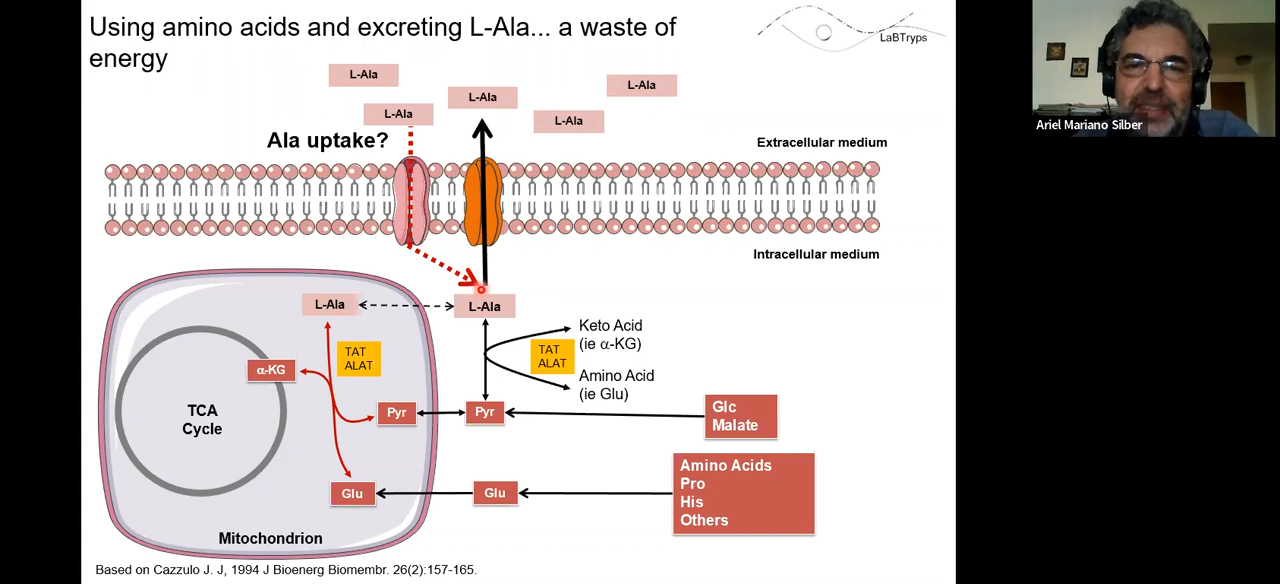 Using amino acids and excreting L-Ala... a waste of
energy
LaBTryps
L-Ala
L-Ala
L-Ala
L-Ala
L-Ala
Ala uptake?
Extracellular medium
Intracellular medium
L-Ala
L-Ala
Keto Acid
(ie α-KG)
TAT
ALAT
TAT
ALAT
α-KG
Amino Acid
(ie Glu)
TCA
Cycle
Pyr
Pyr
Glc
Malate
Amino Acids
Pro
His
Others
Glu
Glu
Mitochondrion
Based on Cazzulo J. J, 1994 J Bioenerg Biomembr. 26(2):157-165.
Ariel Mariano Silber